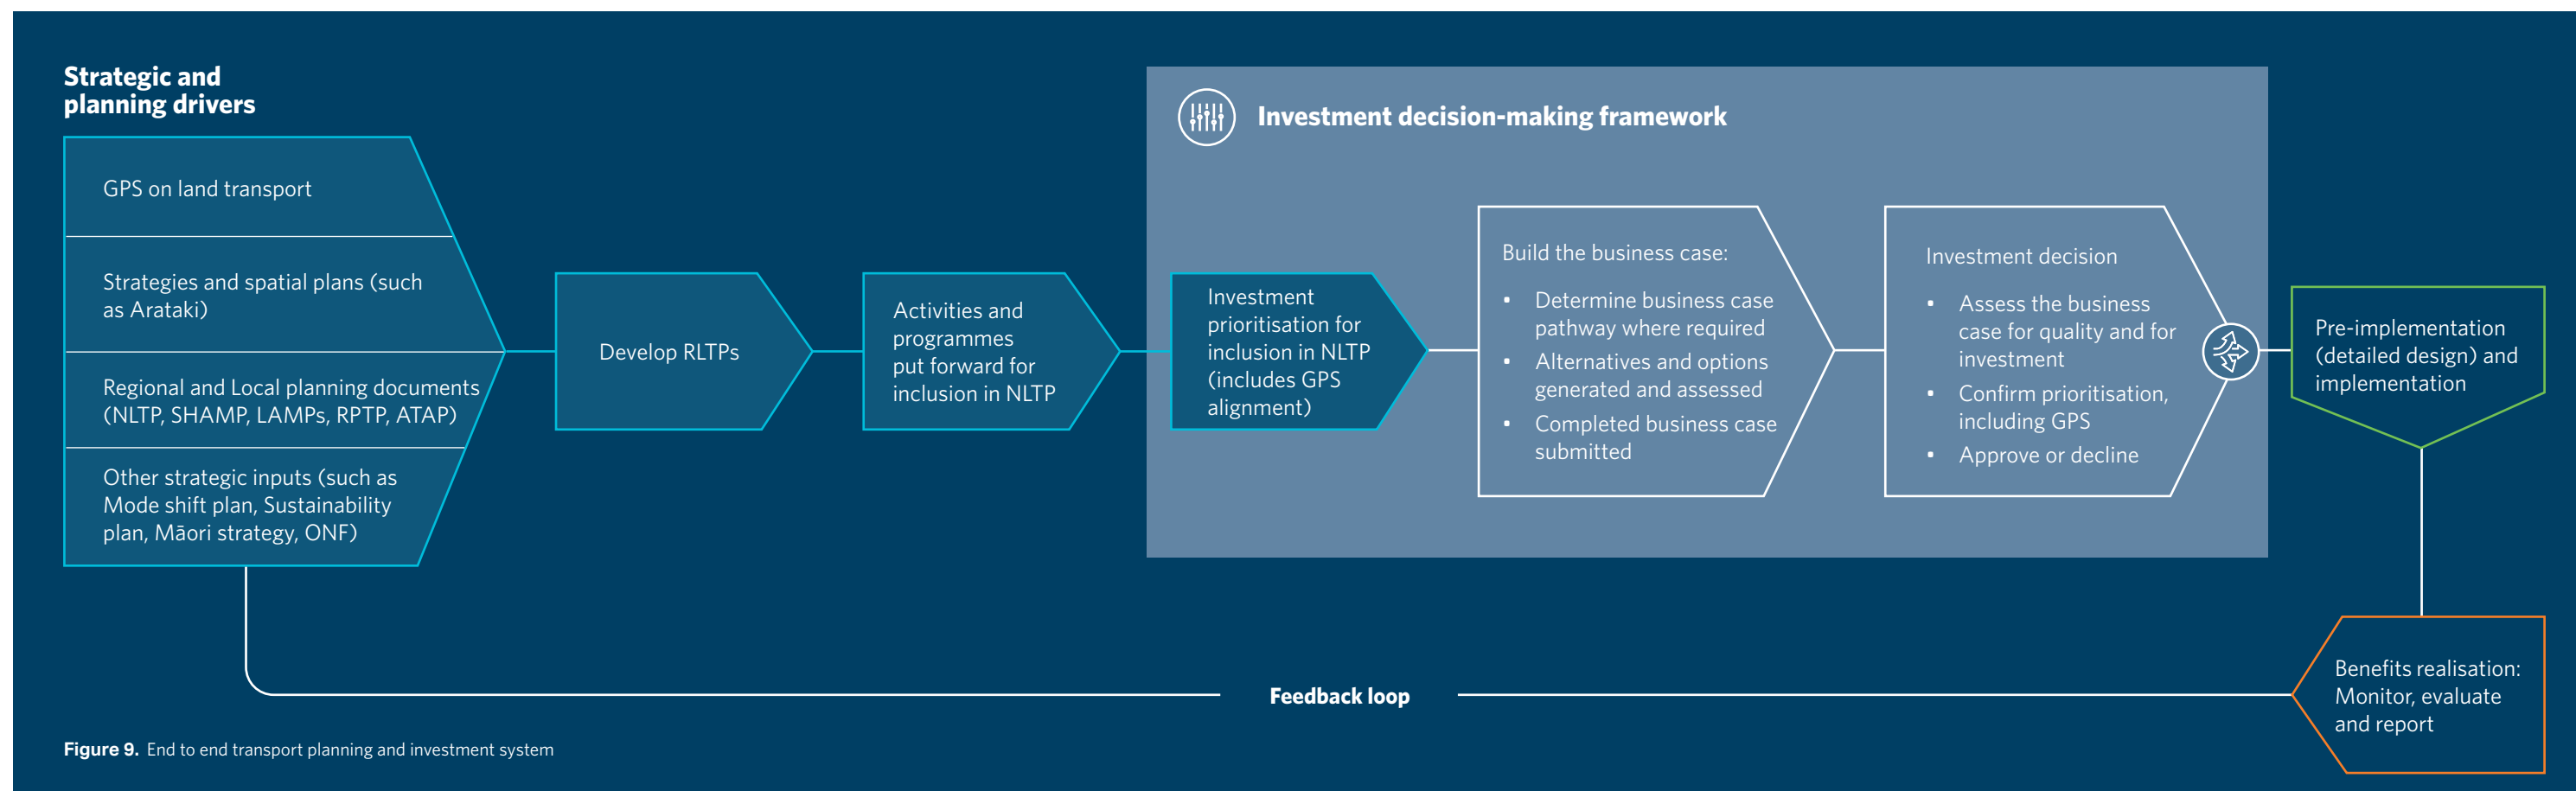 Strategic and
planning drivers
GPS on land transport
Strategies and spatial plans (such
as Arataki)
Regional and Local planning documents
(NLTP, SHAMP, LAMPs, RPTP, ATAP)
Other strategic inputs (such as
Mode shift plan, Sustainability
plan, Māori strategy, ONF)
Develop RLTPs
Activities and
programmes
put forward for
inclusion in NLTP
Investment decision-making framework
Investment
prioritisation for
inclusion in NLTP
(includes GPS
alignment)
Build the business case:
• Determine business case
pathway where required
• Alternatives and options
generated and assessed
• Completed business case
submitted
Investment decision
• Assess the business
case for quality and for
investment
• Confirm prioritisation,
including GPS
• Approve or decline
Pre-implementation
(detailed design) and
implementation
Benefits realisation:
Monitor, evaluate
and report
Feedback loop
Figure 9. End to end transport planning and investment system